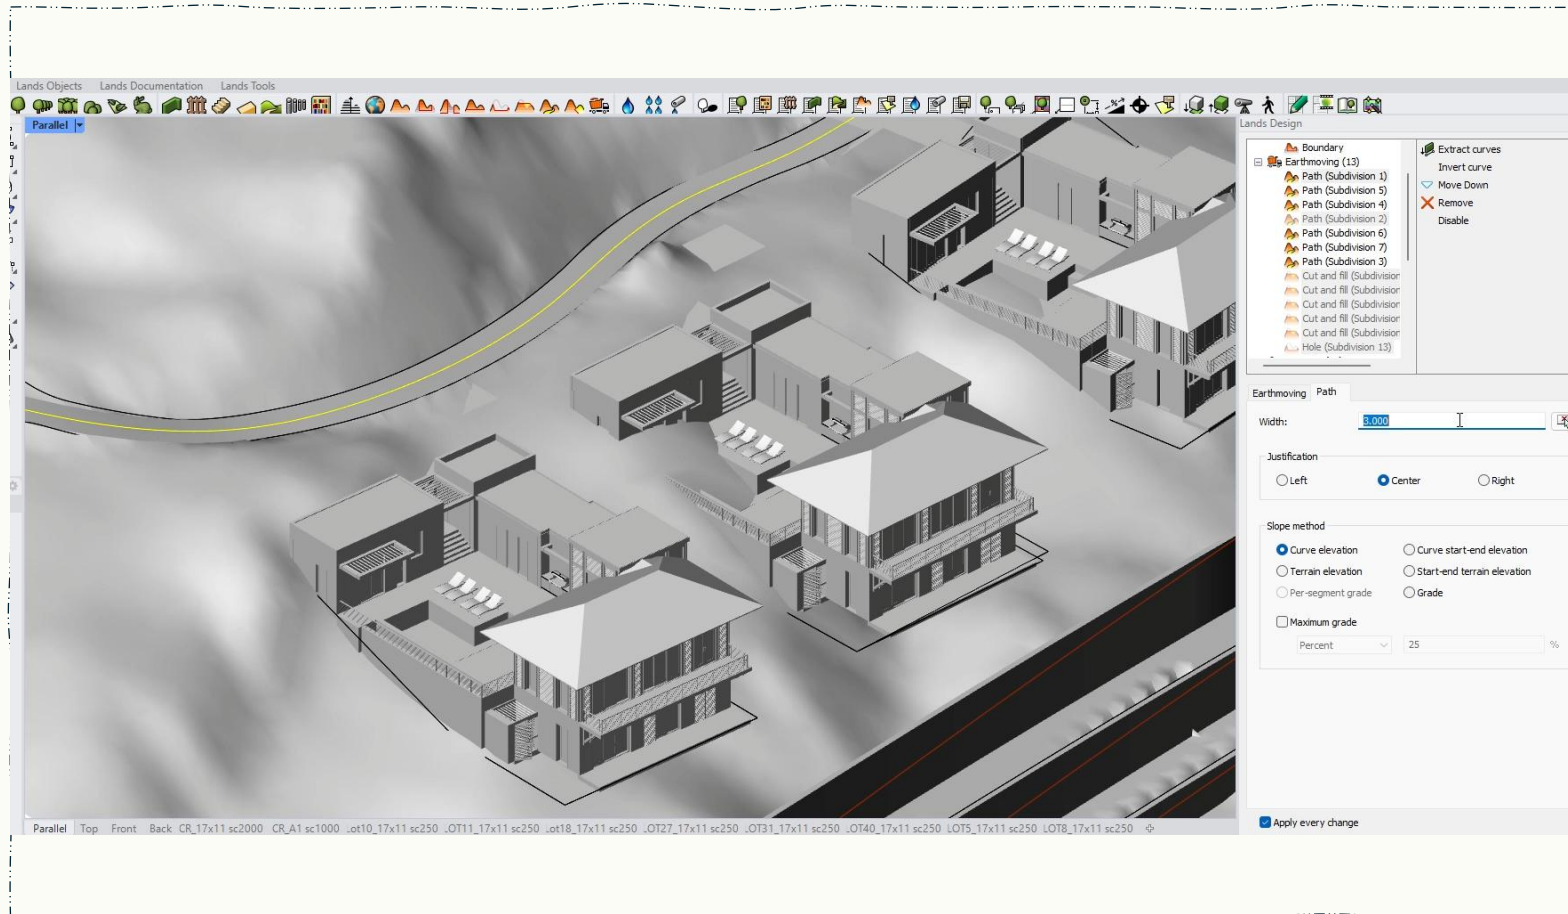 Lands Objects Lands Documentation Lands Tools
Parallel
Lands Design
Boundary
Earthmoving (13)
Path (Subdivision 1)
Path (Subdivision 5)
Path (Subdivision 4)
Path (Subdivision 2)
Path (Subdivision 6)
Path (Subdivision 7)
Path (Subdivision 3)
Cut and fill (Subdivision
Cut and fill (Subdivision
Cut and fill (Subdivision
Cut and fill (Subdivision
Cut and fill (Subdivision
Hole (Subdivision 13)
Extract curves
Invert curve
Move Down
Remove
Disable
Earthmoving Path
Width: 3.000
Justification
Left Center Right
Slope method
Curve elevation Curve start-end elevation
Terrain elevation Start-end terrain elevation
Per-segment grade Grade
Maximum grade
Percent 25 %
Apply every change
Parallel Top Front Back CR_17x11 sc2000 CR_A1 sc1000 .ot10_17x11 sc250 .OT11_17x11 sc250 .ot18_17x11 sc250 .OT27_17x11 sc250 .OT31_17x11 sc250 .OT40_17x11 sc250 LOT5_17x11 sc250 LOT8_17x11 sc250